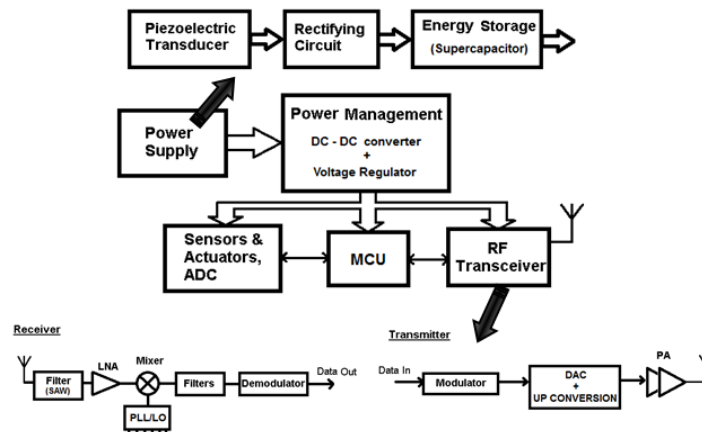 Piezoelectric
Transducer
Rectifying
Circuit
Energy Storage
(Supercapacitor)
Power
Supply
Power Management
DC - DC converter
+
Voltage Regulator
Sensors &
Actuators,
ADC
MCU
RF
Transceiver
Receiver
Filter
(SAW)
LNA
Mixer
PLL/LO
Filters
Demodulator
Data Out
Transmitter
Data In
Modulator
DAC
+
UP CONVERSION
PA